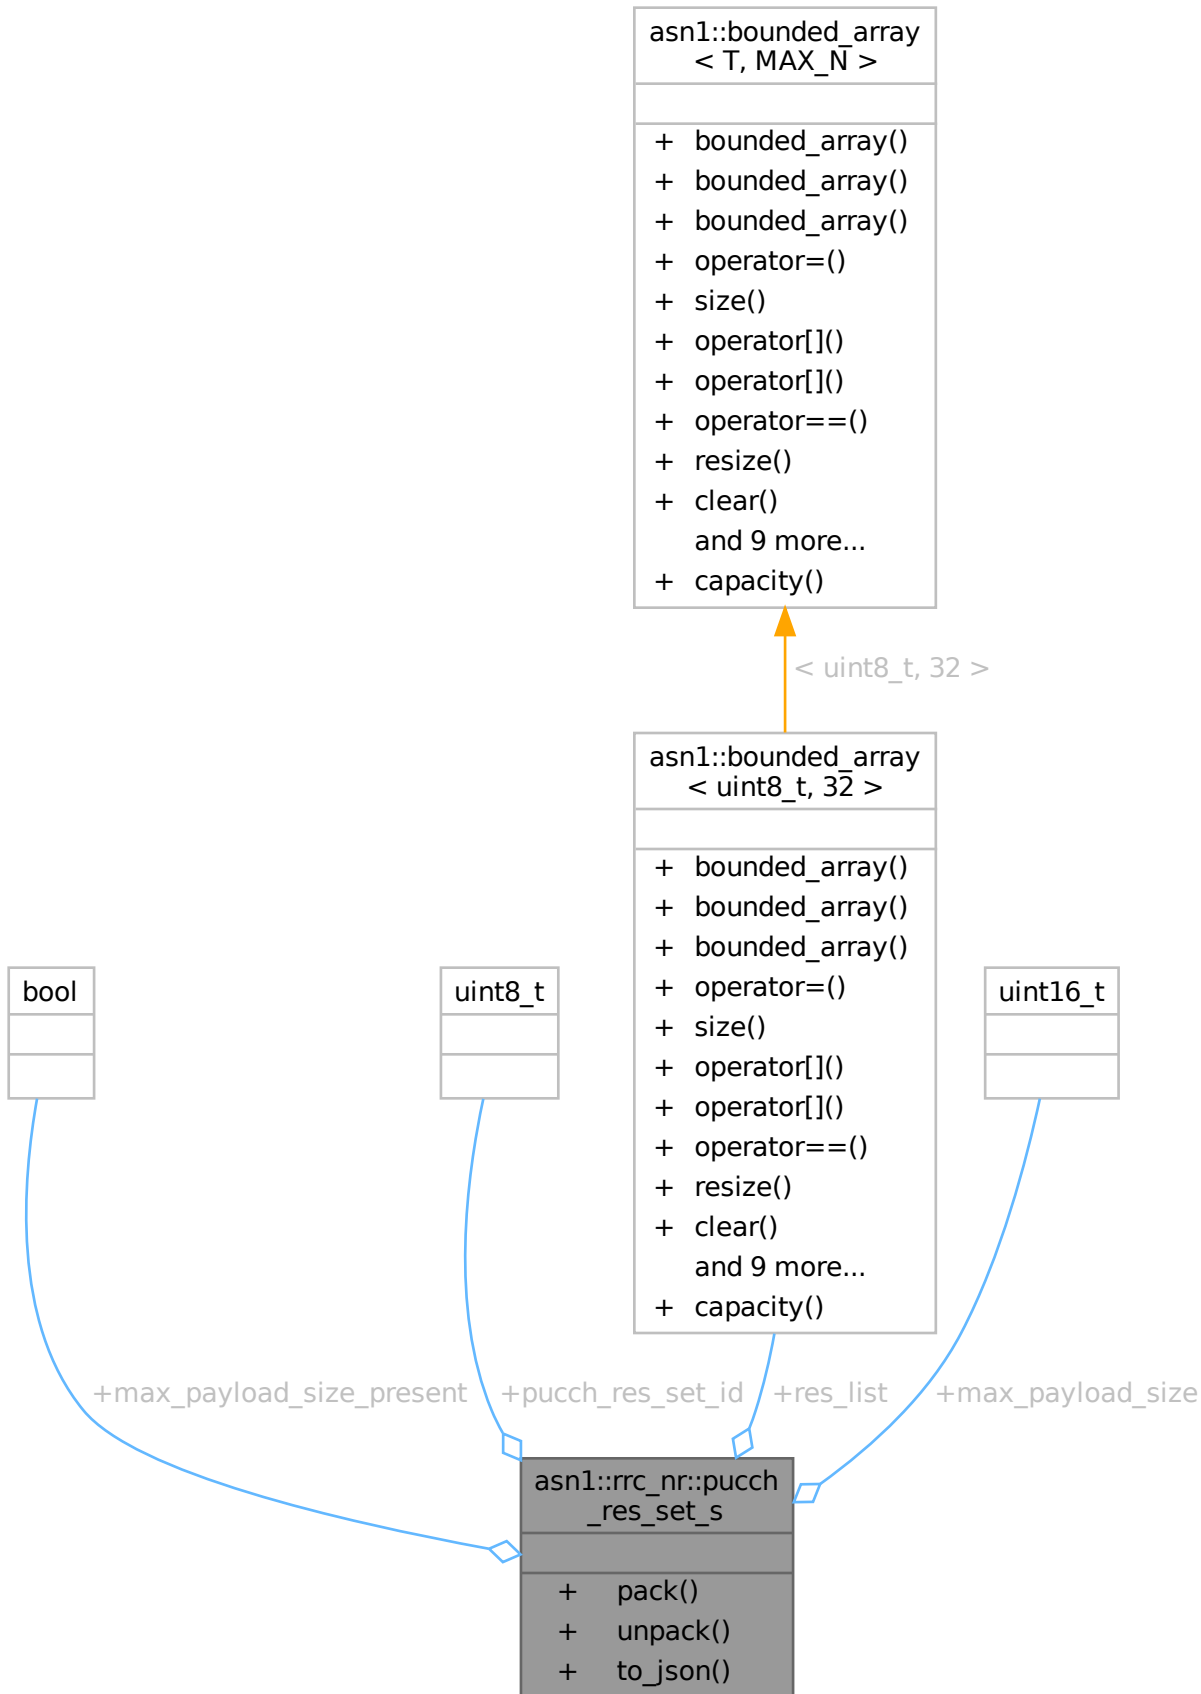 asn1::bounded_array
< T, MAX_N >
+ bounded_array()
+ bounded_array()
+ bounded_array()
+ operator=()
+ size()
+ operator[]()
+ operator[]()
+ operator==()
+ resize()
+ clear()
and 9 more...
+ capacity()
< uint8_t, 32 >
asn1::bounded_array
< uint8_t, 32 >
+ bounded_array()
+ bounded_array()
+ bounded_array()
+ operator=()
+ size()
+ operator[]()
+ operator[]()
+ operator==()
+ resize()
+ clear()
and 9 more...
+ capacity()
bool
uint8_t
uint16_t
+max_payload_size_present
+pucch_res_set_id
+res_list
+max_payload_size
asn1::rrc_nr::pucch
_res_set_s
+ pack()
+ unpack()
+ to_json()